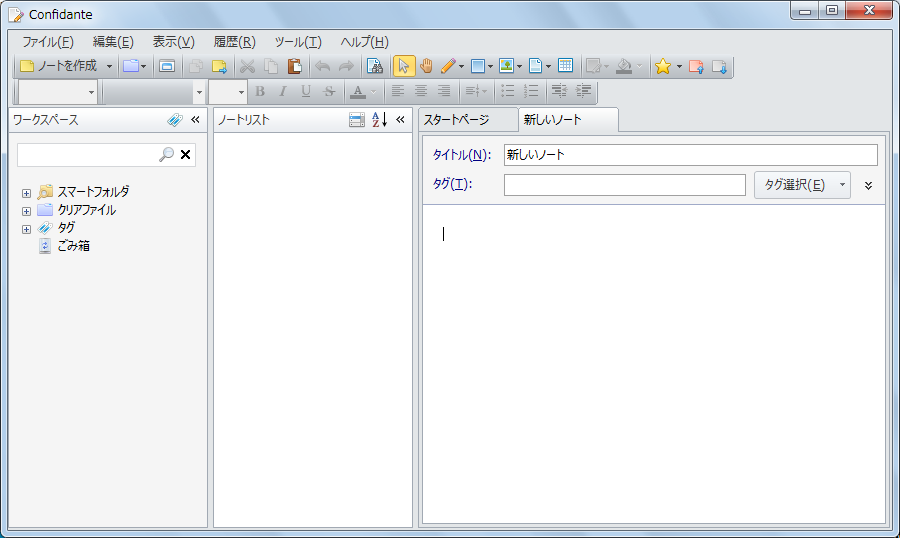 Confidante
ファイル(F) 編集(E) 表示(V) 履歴(R) ツール(T) ヘルプ(H)
ノートを作成
B I U S A
ワークスペース
スマートフォルダ
クリアファイル
タグ
ごみ箱
ノートリスト
A
Z
スタートページ 新しいノート
タイトル(N): 新しいノート
タグ(T): タグ選択(E)